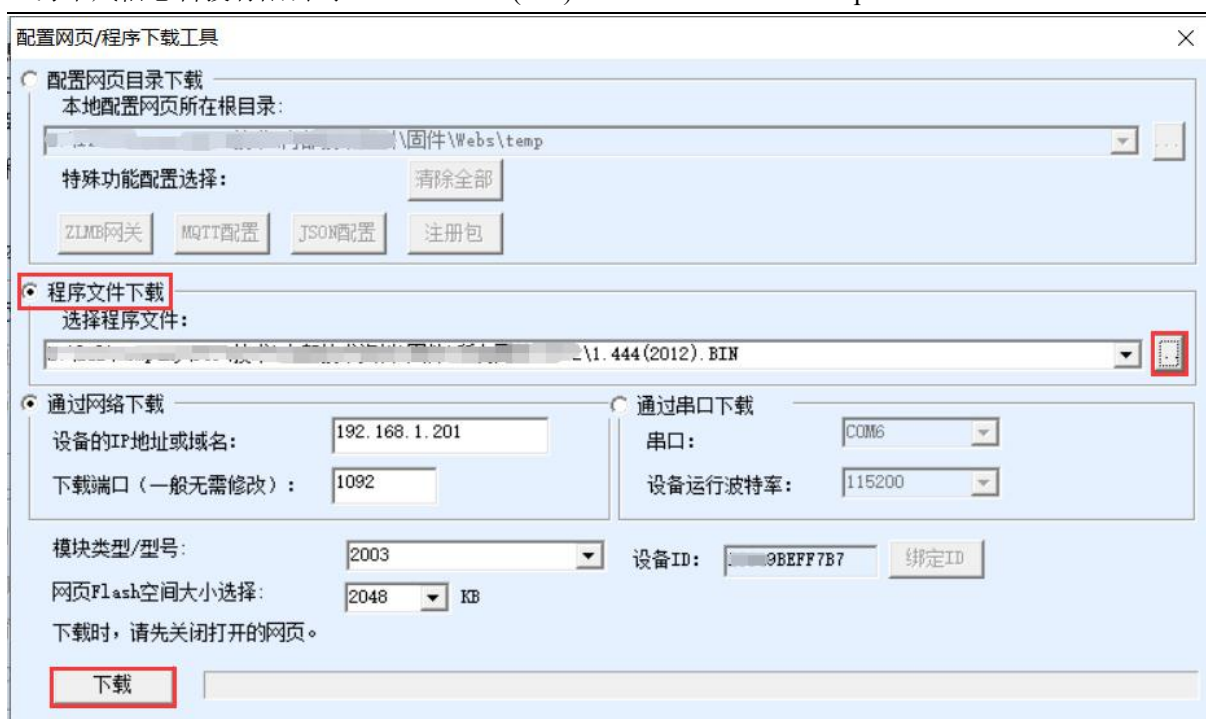 配置网页/程序下载工具
配置网页目录下载
本地配置网页所在根目录:
\固件\Webs\temp
...
特殊功能配置选择:
清除全部
ZLMB网关 MQTT配置 JSON配置 注册包
程序文件下载
选择程序文件:
\1.444(2012).BIN
通过网络下载
通过串口下载
设备的IP地址或域名: 192.168.1.201
串口: COM6
下载端口（一般无需修改）: 1092
设备运行波特率: 115200
模块类型/型号: 2003
设备ID: 9BEFF7B7 绑定ID
网页Flash空间大小选择: 2048 KB
下载时，请先关闭打开的网页。
下载